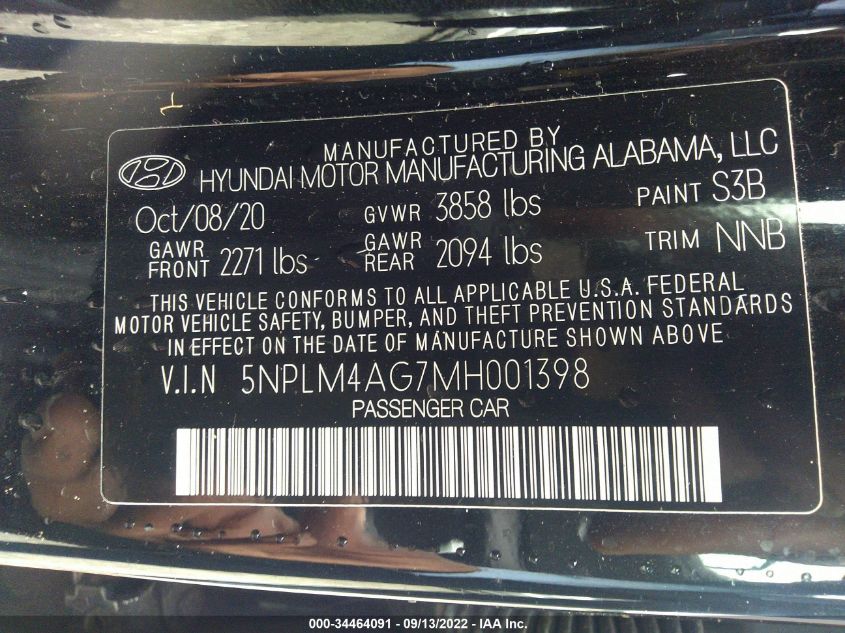 MANUFACTURED BY
HYUNDAI MOTOR MANUFACTURING ALABAMA, LLC
Oct/08/20 GVWR 3858 lbs PAINT S3B
GAWR FRONT 2271 lbs GAWR REAR 2094 lbs TRIM NNB
THIS VEHICLE CONFORMS TO ALL APPLICABLE U.S.A. FEDERAL
MOTOR VEHICLE SAFETY, BUMPER, AND THEFT PREVENTION STANDARDS
IN EFFECT ON THE DATE OF MANUFACTURE SHOWN ABOVE
V.I.N 5NPLM4AG7MH001398
PASSENGER CAR
000-34464091 - 09/13/2022 - IAA Inc.